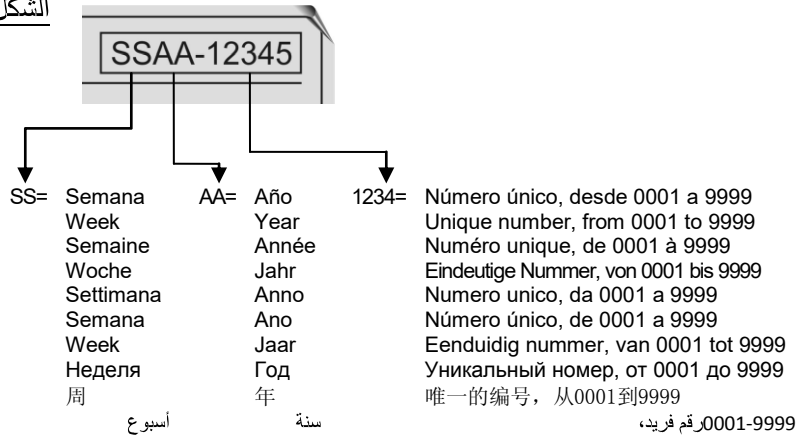 الشكل
SSAA-12345
SS= Semana AA= Año 1234= Número único, desde 0001 a 9999
Week Year Unique number, from 0001 to 9999
Semaine Année Numéro unique, de 0001 à 9999
Woche Jahr Eindeutige Nummer, von 0001 bis 9999
Settimana Anno Numero unico, da 0001 a 9999
Semana Ano Número único, de 0001 a 9999
Week Jaar Eenduidig nummer, van 0001 tot 9999
Неделя Год Уникальный номер, от 0001 до 9999
周 年 唯一的编号，从0001到9999
أسبوع سنة رقم فريد، 0001-9999